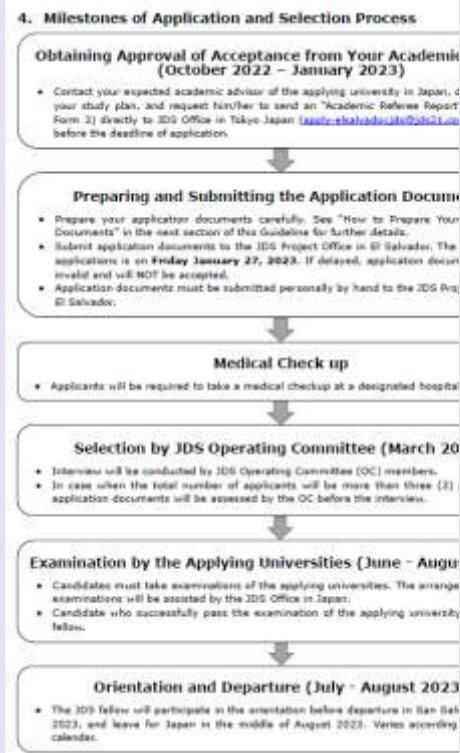 4. Milestones of Application and Selection Process
Obtaining Approval of Acceptance from Your Academic
(October 2022 – January 2023)
• Contact your expected academic advisor of the applying university in Japan,
your study plan, and request him/her to send an "Academic Referee Report"
Form 3) directly to JDS Office in Tokyo Japan
before the deadline of application.
Preparing and Submitting the Application
• Prepare your application documents carefully. See "How to Prepare Your
Documents" in the next section of this Guideline for further details.
• Submit application documents to the JDS Project Office in El Salvador. The
applications is on Friday January 27, 2023. If delayed, application
invalid and will NOT be accepted.
• Application documents must be submitted personally by hand to the JDS
El Salvador.
Medical Check up
• Applicants will be required to take a medical checkup at a designated hospital
Selection by JDS Operating Committee (March 20
• Interview will be conducted by JDS Operating Committee (OC) members.
• In case when the total number of applicants will be more than three (3)
application documents will be assessed by the OC before the interview.
Examination by the Applying Universities (June - Augu
• Candidates must take examinations of the applying universities. The
examinations will be assisted by the JDS Office in Japan.
• Candidate who successfully pass the examination of the applying university
fellow.
Orientation and Departure (July - August 2023
• The JDS fellow will participate in the orientation before departure in San
2023, and leave for Japan in the middle of August 2023. Varies according
calendar.